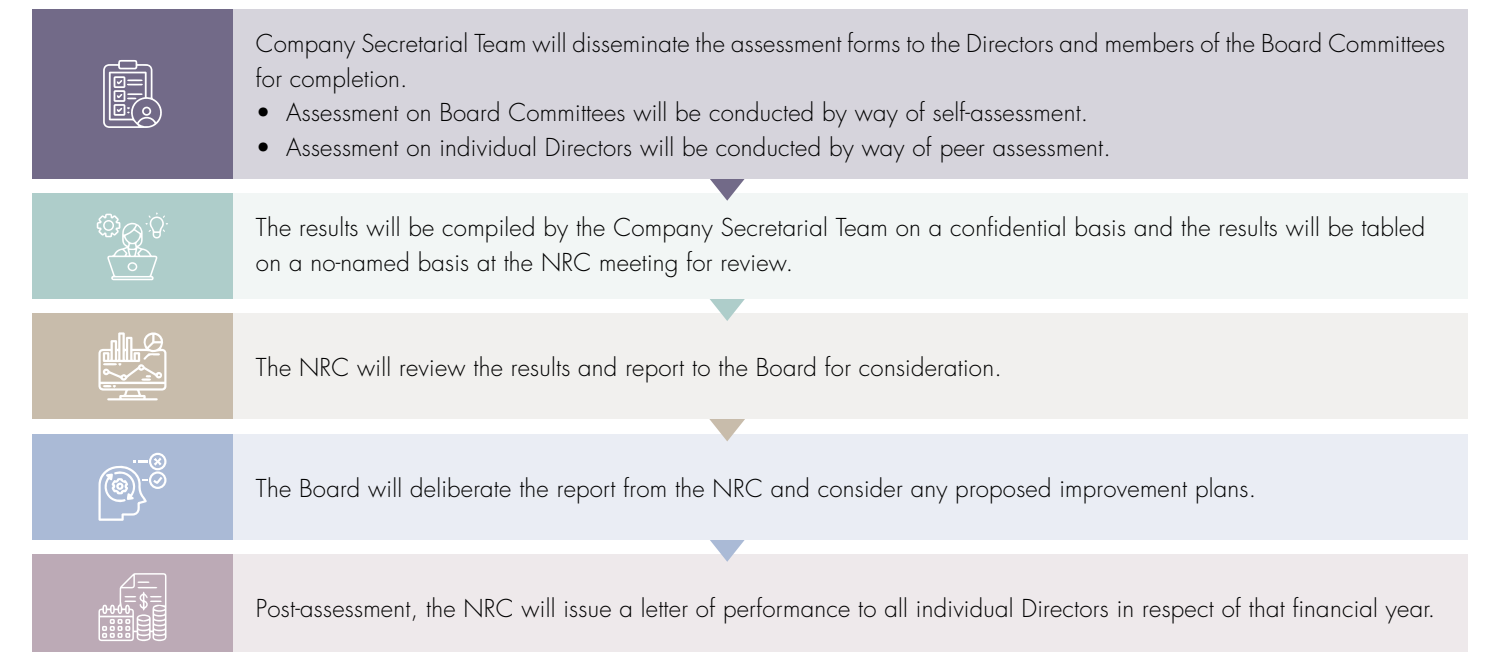 Company Secretarial Team will disseminate the assessment forms to the Directors and members of the Board Committees
for completion.
• Assessment on Board Committees will be conducted by way of self-assessment.
• Assessment on individual Directors will be conducted by way of peer assessment.
The results will be compiled by the Company Secretarial Team on a confidential basis and the results will be tabled
on a no-named basis at the NRC meeting for review.
The NRC will review the results and report to the Board for consideration.
The Board will deliberate the report from the NRC and consider any proposed improvement plans.
$
Post-assessment, the NRC will issue a letter of performance to all individual Directors in respect of that financial year.